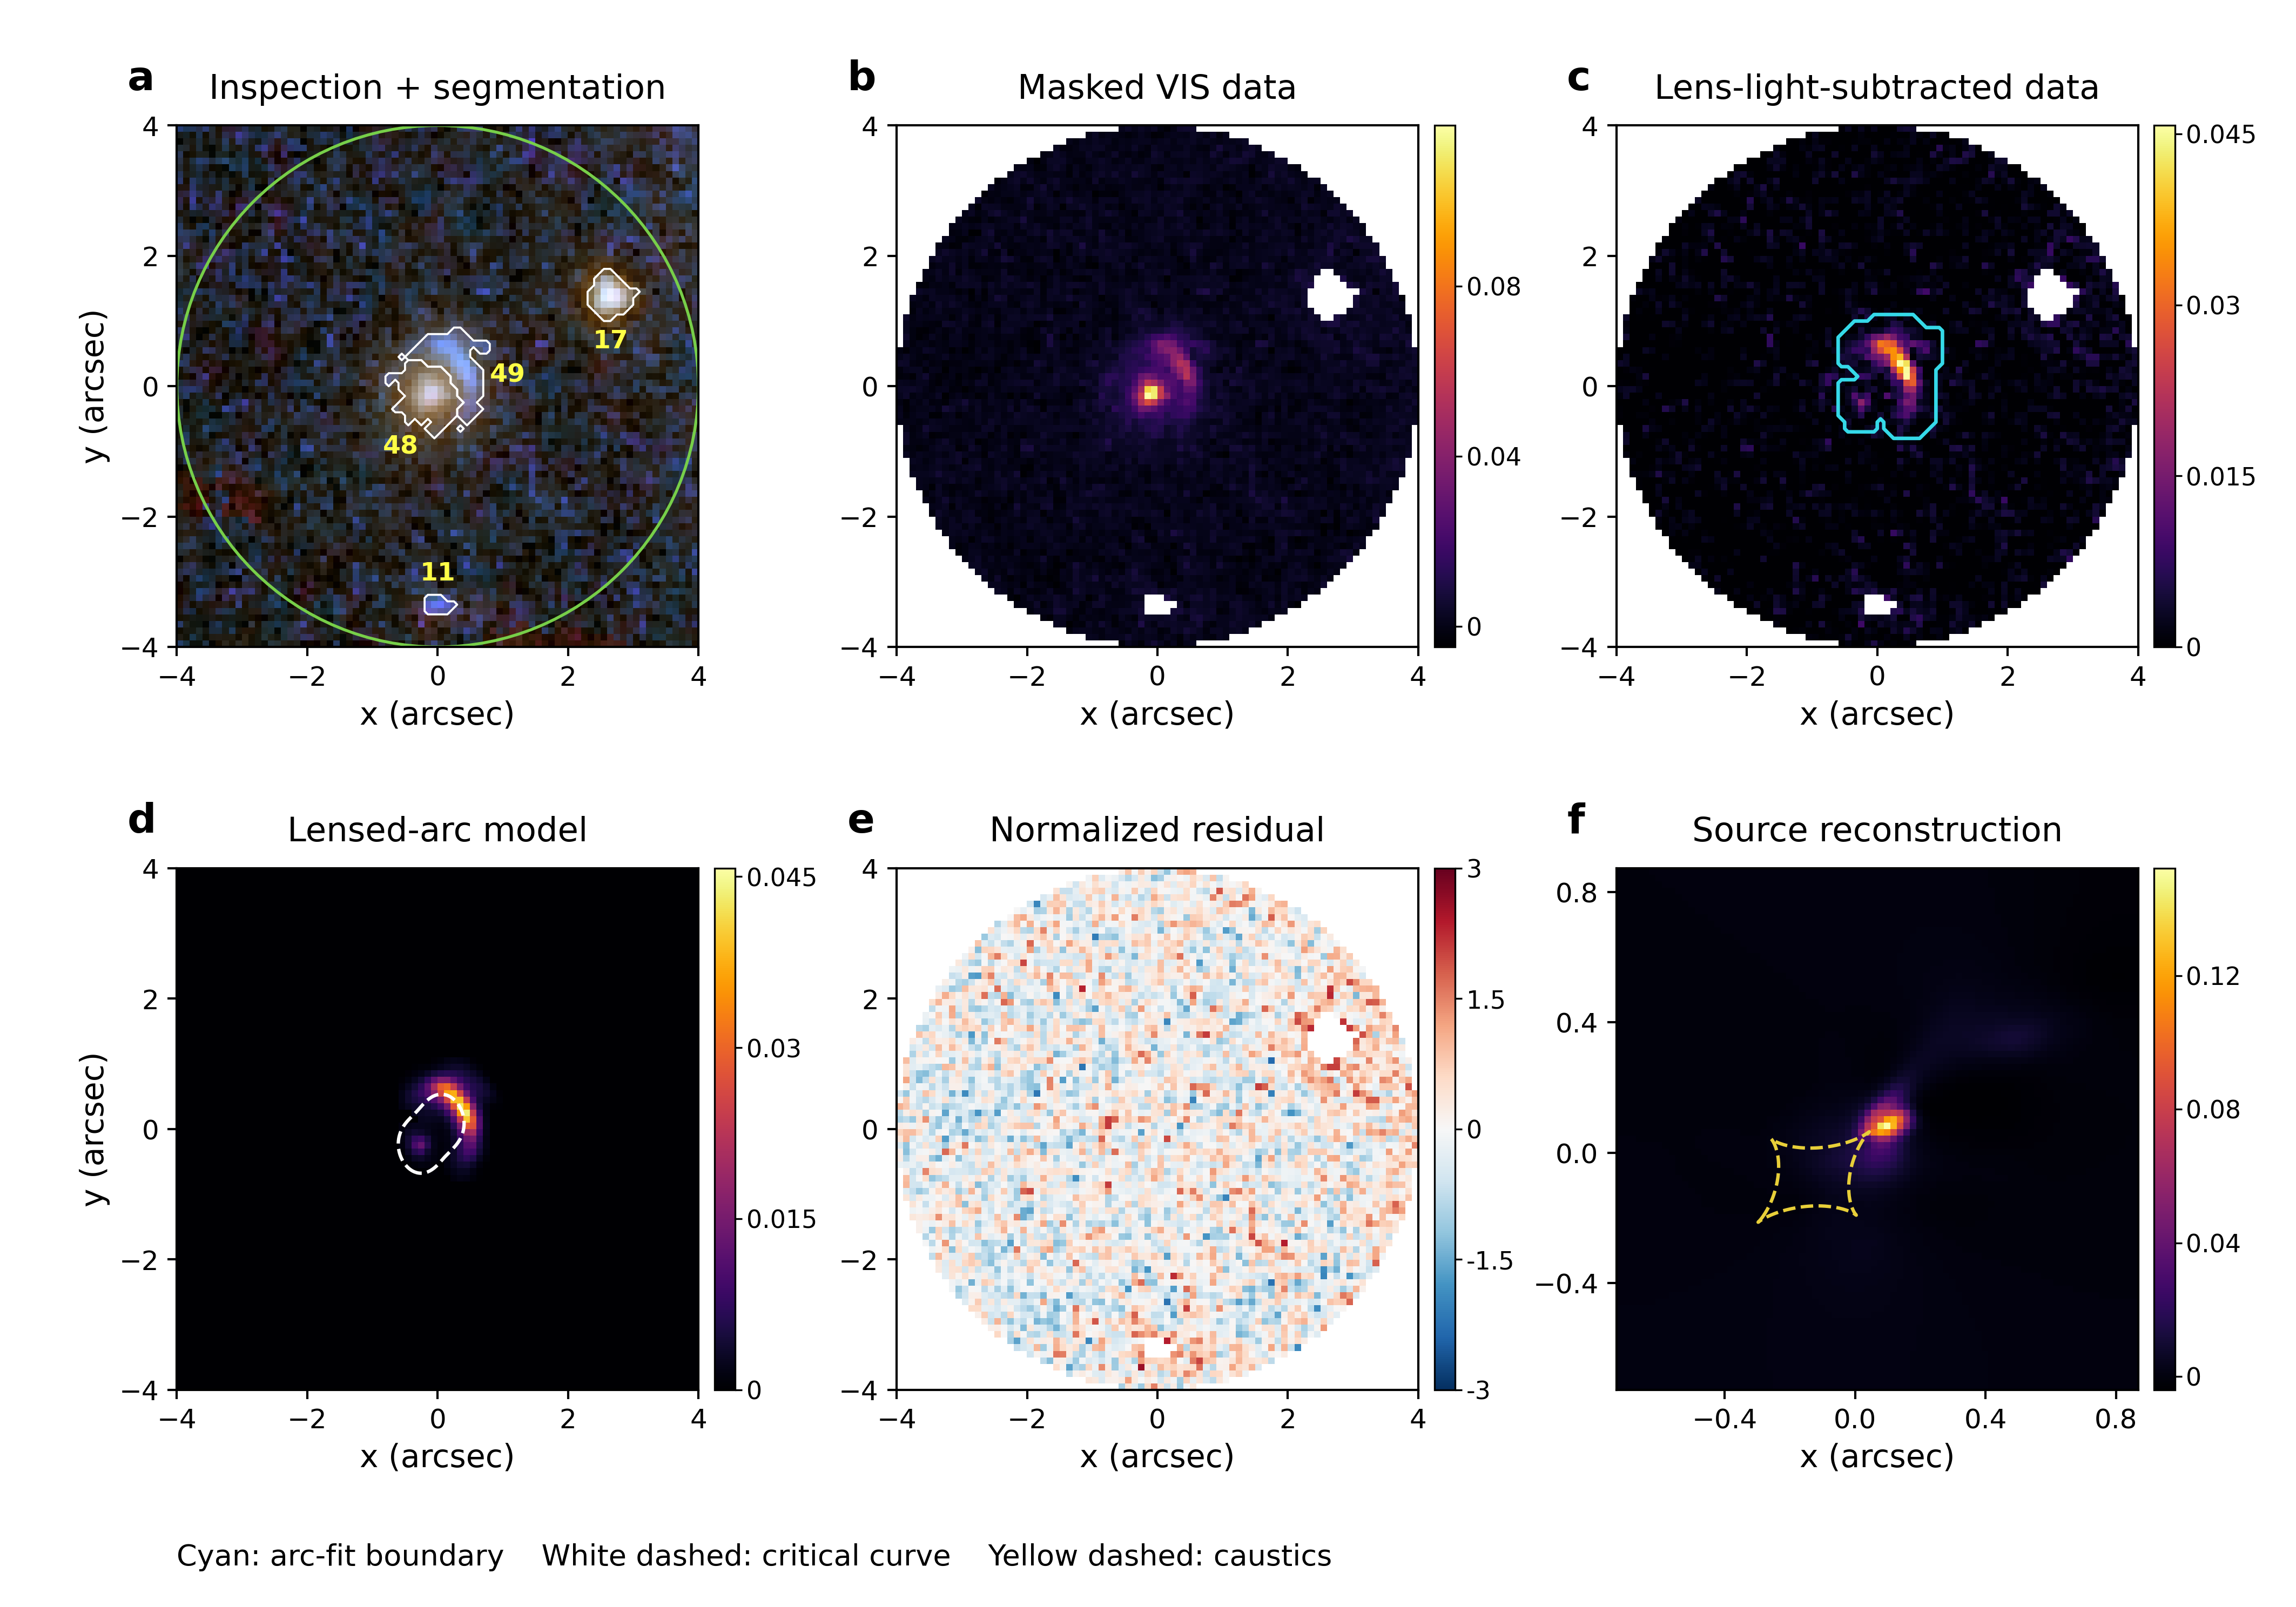 a Inspection + segmentation
4
2
0
−2
−4
y (arcsec)
17
49
48
11
−4 −2 0 2 4
x (arcsec)
b Masked VIS data
4
2
0
−2
−4
0.08
0.04
0
−4 −2 0 2 4
x (arcsec)
c Lens-light-subtracted data
4
2
0
−2
−4
0.045
0.03
0.015
0
−4 −2 0 2 4
x (arcsec)
d Lensed-arc model
4
2
0
−2
−4
y (arcsec)
0.045
0.03
0.015
0
−4 −2 0 2 4
x (arcsec)
e Normalized residual
4
2
0
−2
−4
3
1.5
0
-1.5
-3
−4 −2 0 2 4
x (arcsec)
f Source reconstruction
0.8
0.4
0.0
−0.4
0.12
0.08
0.04
0
−0.4 0.0 0.4 0.8
x (arcsec)
Cyan: arc-fit boundary White dashed: critical curve Yellow dashed: caustics